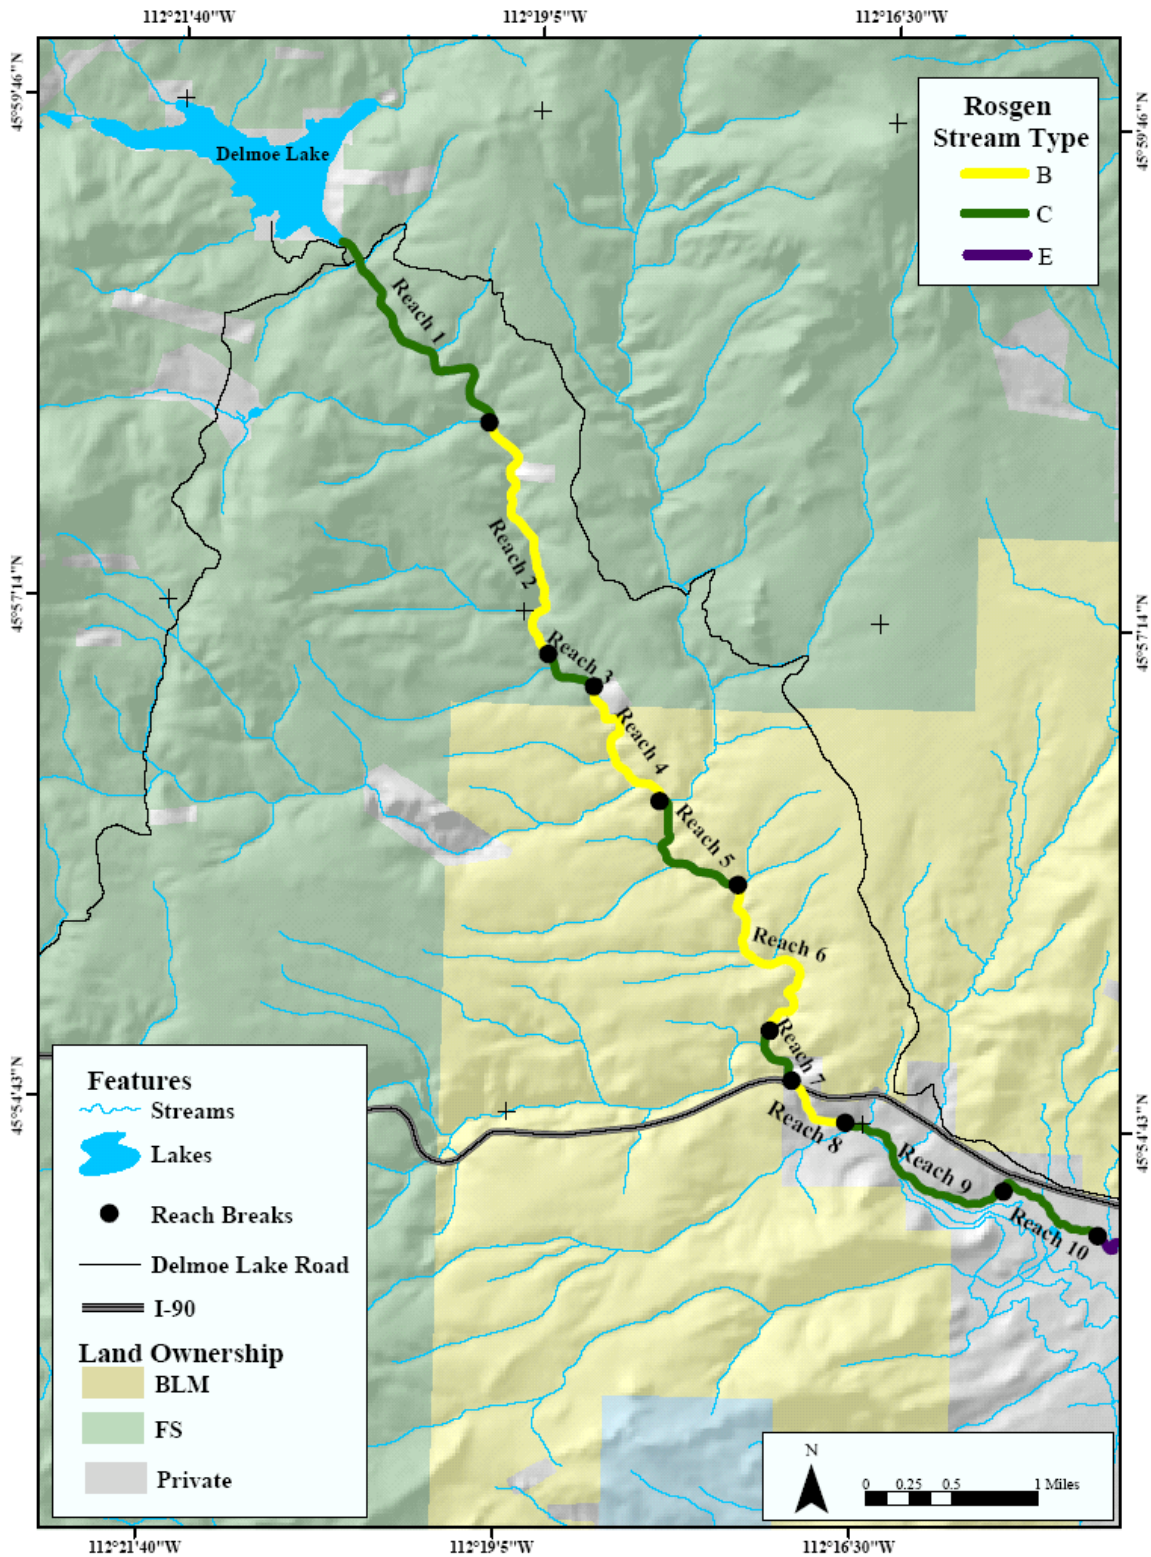 112°21'40"W
112°19'5"W
112°16'30"W
45°59'46"N
45°59'46"N
Rosgen
Stream Type
B
C
E
Delmoe Lake
Reach 1
Reach 2
45°57'14"N
45°57'14"N
Reach 3
Reach 4
Reach 5
Reach 6
Reach 7
Reach 8
Reach 9
Reach 10
45°54'43"N
45°54'43"N
Features
Streams
Lakes
Reach Breaks
Delmoe Lake Road
I-90
Land Ownership
BLM
FS
Private
N
0 0.25 0.5 1 Miles
112°21'40"W
112°19'5"W
112°16'30"W